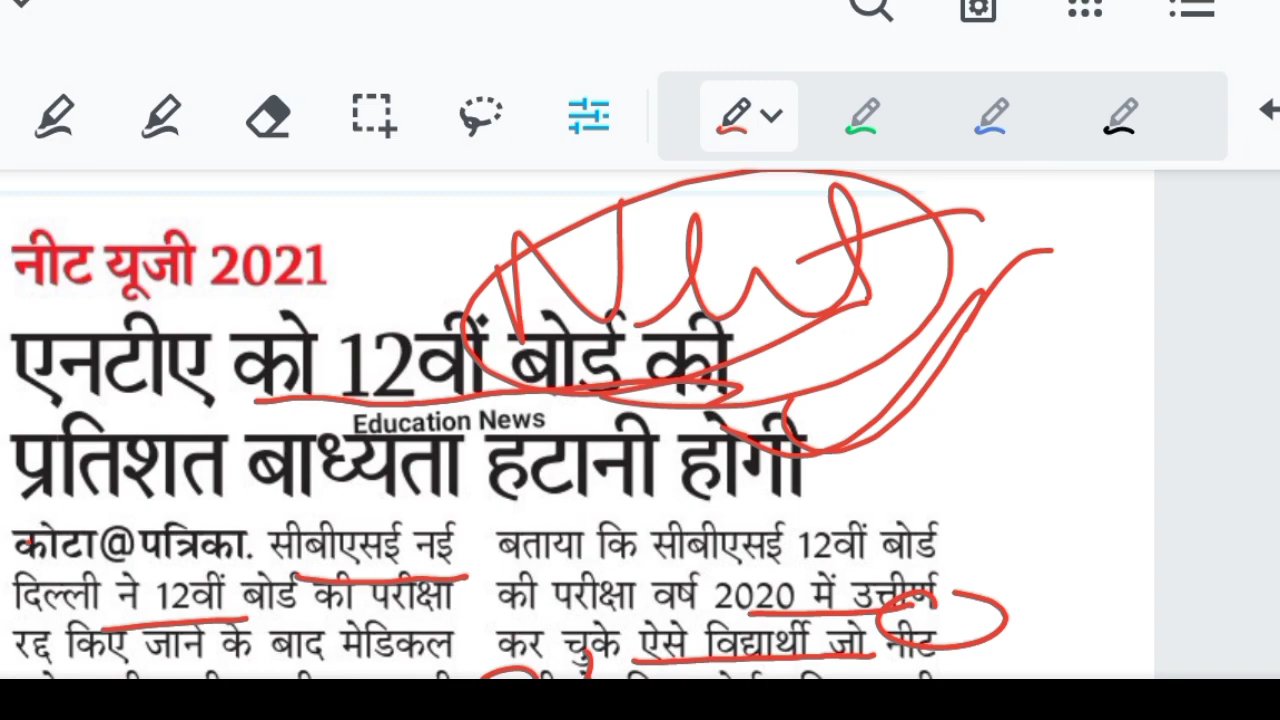 नीट यूजी 2021
Neet
एनटीए को 12वीं बोर्ड की
Education News
प्रतिशत बाध्यता हटानी होगी
कोटा@पत्रिका. सीबीएसई नई
दिल्ली ने 12वीं बोर्ड की परीक्षा
रद्द किए जाने के बाद मेडिकल
बताया कि सीबीएसई 12वीं बोर्ड
की परीक्षा वर्ष 2020 में उत्तीर्ण
कर चुके ऐसे विद्यार्थी जो नीट